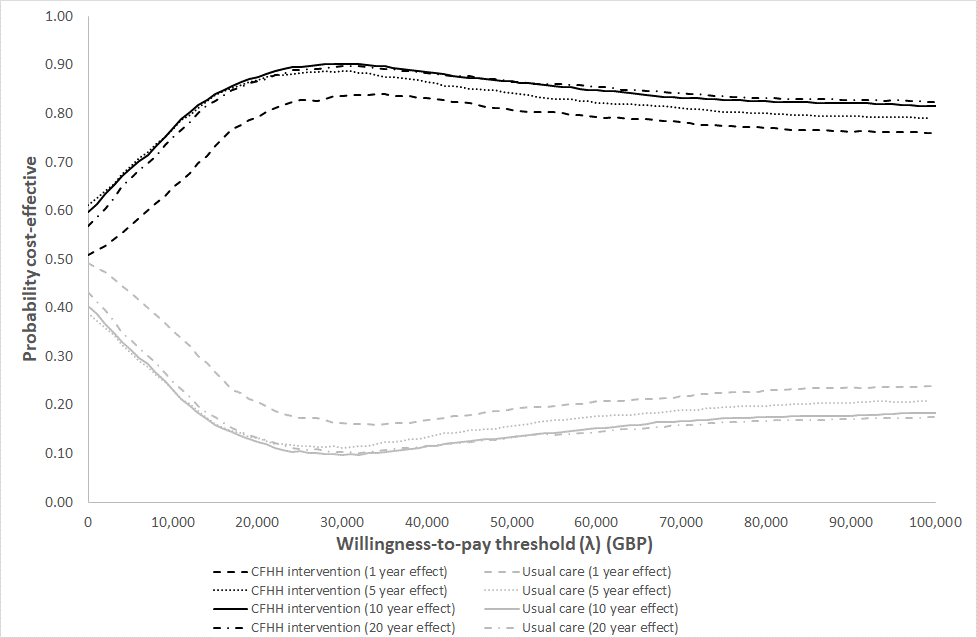 1.00
0.90
0.80
0.70
0.60
0.50
0.40
0.30
0.20
0.10
0.00
Probability cost-effective
0 10,000 20,000 30,000 40,000 50,000 60,000 70,000 80,000 90,000 100,000
Willingness-to-pay threshold (λ) (GBP)
CFHH intervention (1 year effect) Usual care (1 year effect)
CFHH intervention (5 year effect) Usual care (5 year effect)
CFHH intervention (10 year effect) Usual care (10 year effect)
CFHH intervention (20 year effect) Usual care (20 year effect)